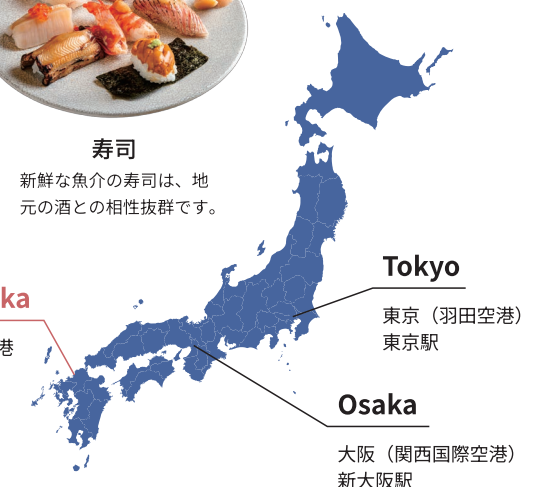 寿司
新鮮な魚介の寿司は、地
元の酒との相性抜群です。
Tokyo
東京（羽田空港）
東京駅
ka
港
Osaka
大阪（関西国際空港）
新大阪駅